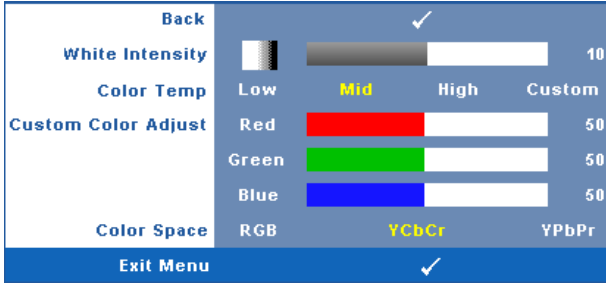 Back
White Intensity 10
Color Temp Low Mid High Custom
Custom Color Adjust Red 50
Green 50
Blue 50
Color Space RGB YCbCr YPbPr
Exit Menu